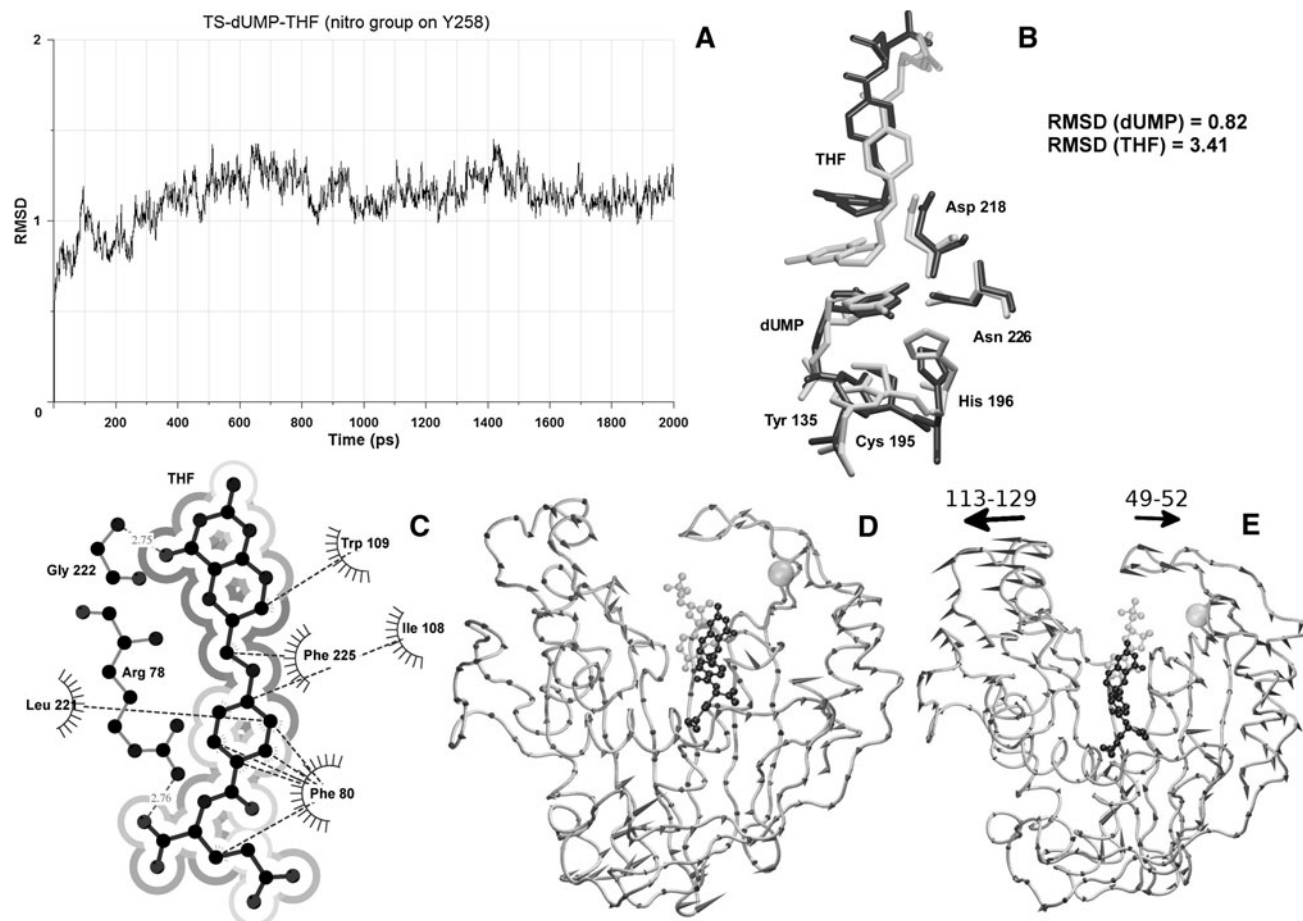 TS-dUMP-THF (nitro group on Y258)
2
1
0
RMSD
0
200
400
600
800
1000
1200
1400
1600
1800
2000
Time (ps)
A
B
RMSD (dUMP) = 0.82
RMSD (THF) = 3.41
THF
Asp 218
dUMP
Asn 226
His 196
Tyr 135
Cys 195
THF
C
2.75
Trp 109
Gly 222
Ile 108
Phe 225
Arg 78
Leu 221
Phe 80
2.76
D
113-129
49-52
E